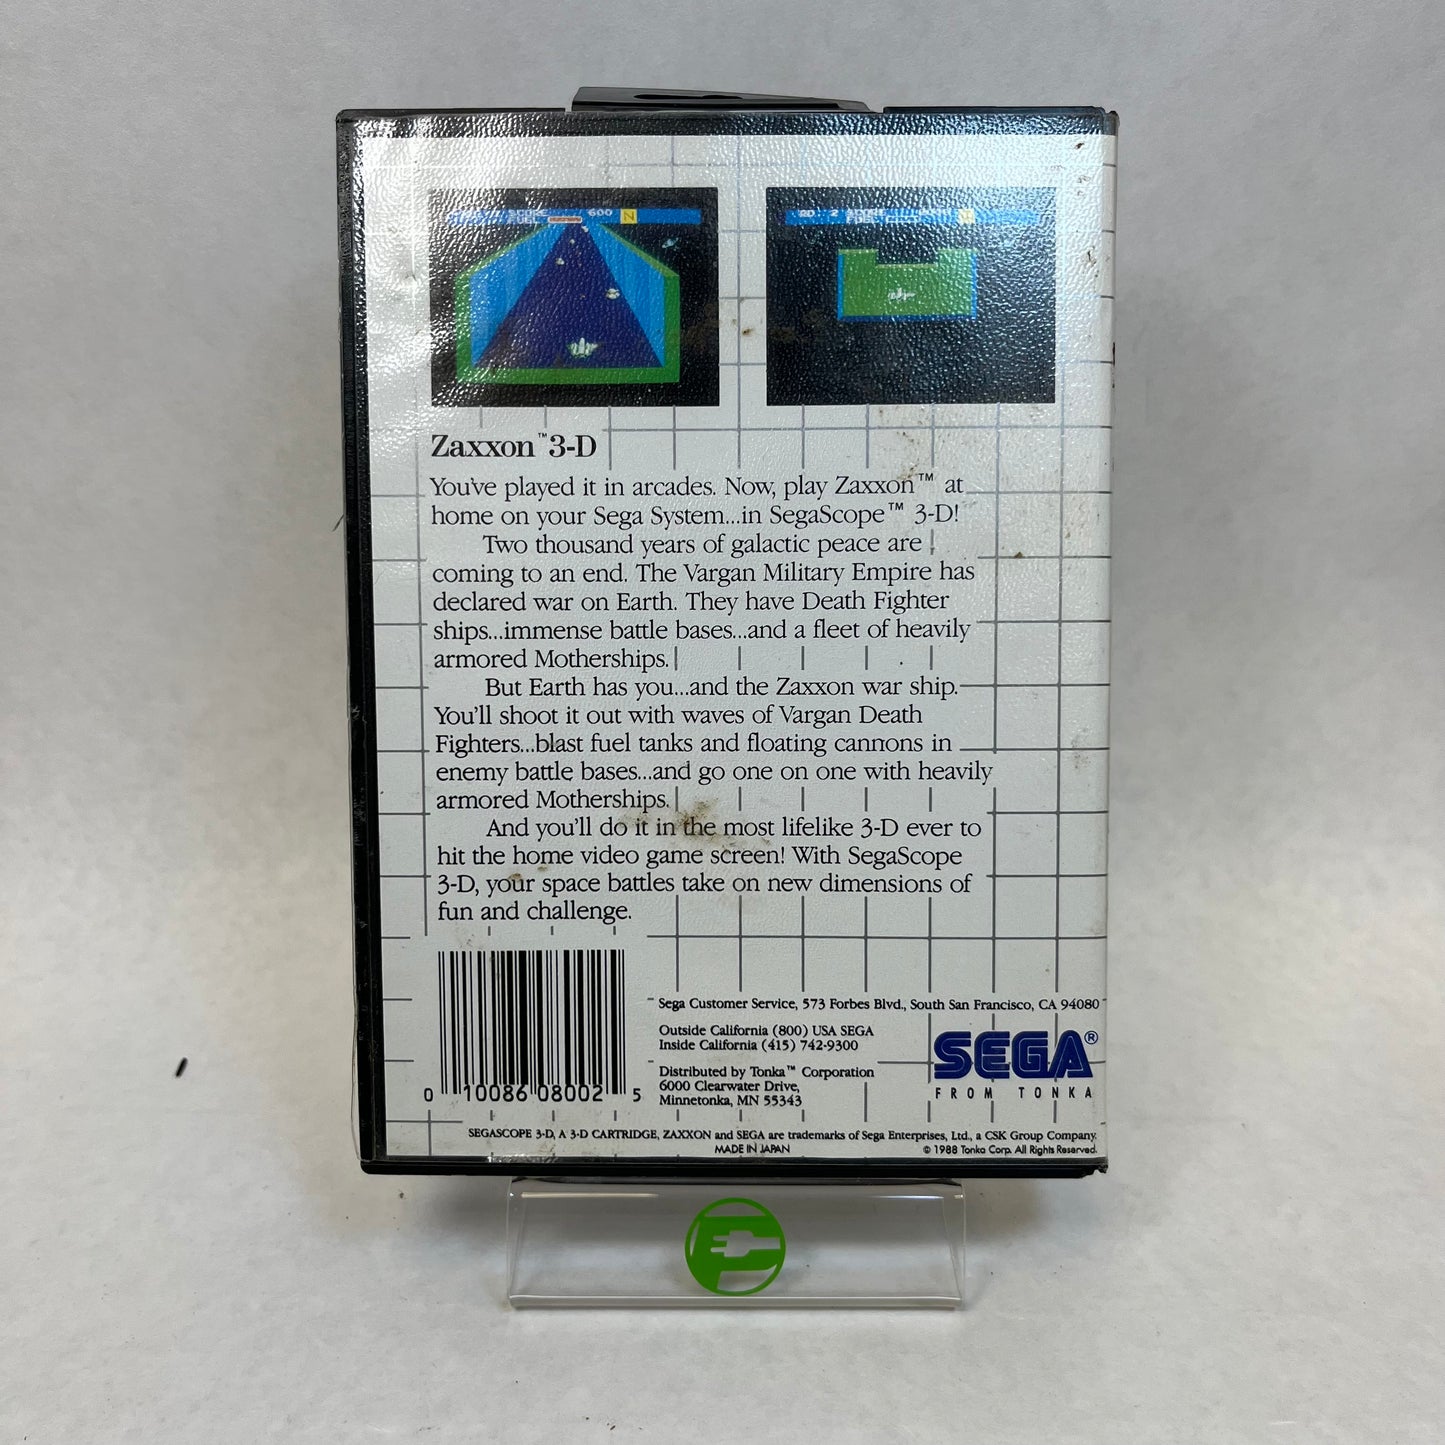 SCORE 600 N
FUEL
RD. 2 SCORE
FUEL
Zaxxon™ 3-D
You've played it in arcades. Now, play Zaxxon™ at
home on your Sega System...in SegaScope™ 3-D!
Two thousand years of galactic peace are
coming to an end. The Vargan Military Empire has
declared war on Earth. They have Death Fighter
ships...immense battle bases...and a fleet of heavily
armored Motherships.
But Earth has you...and the Zaxxon war ship.
You'll shoot it out with waves of Vargan Death
Fighters...blast fuel tanks and floating cannons in
enemy battle bases...and go one on one with heavily
armored Motherships.
And you'll do it in the most lifelike 3-D ever to
hit the home video game screen! With SegaScope
3-D, your space battles take on new dimensions of
fun and challenge.
0 10086 08002 5
Sega Customer Service, 573 Forbes Blvd., South San Francisco, CA 94080
Outside California (800) USA SEGA
Inside California (415) 742-9300
Distributed by Tonka™ Corporation
6000 Clearwater Drive,
Minnetonka, MN 55343
SEGA®
FROM TONKA
SEGASCOPE 3-D, A 3-D CARTRIDGE, ZAXXON and SEGA are trademarks of Sega Enterprises, Ltd., a CSK Group Company.
MADE IN JAPAN
© 1988 Tonka Corp. All Rights Reserved.